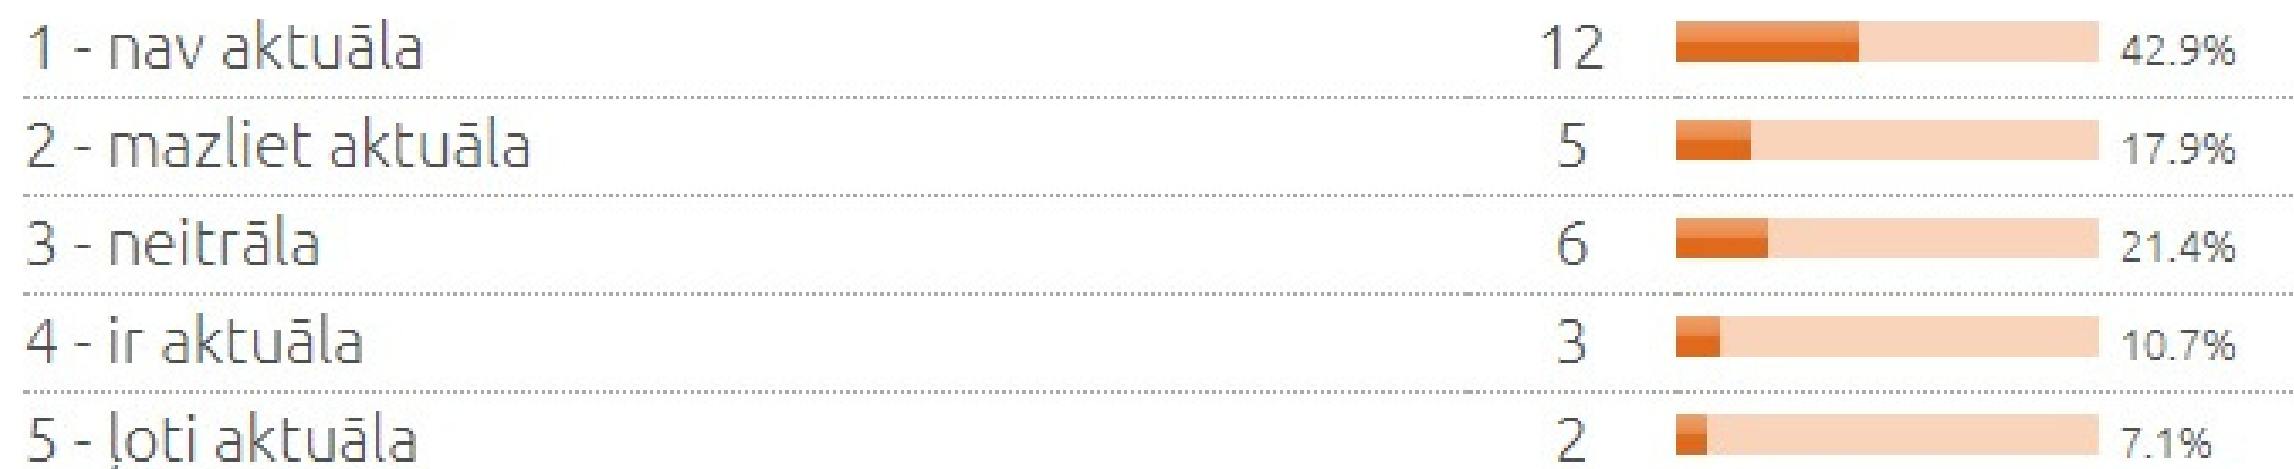 1 - nav aktuāla 12 42.9%
2 - mazliet aktuāla 5 17.9%
3 - neitrāla 6 21.4%
4 - ir aktuāla 3 10.7%
5 - ļoti aktuāla 2 7.1%